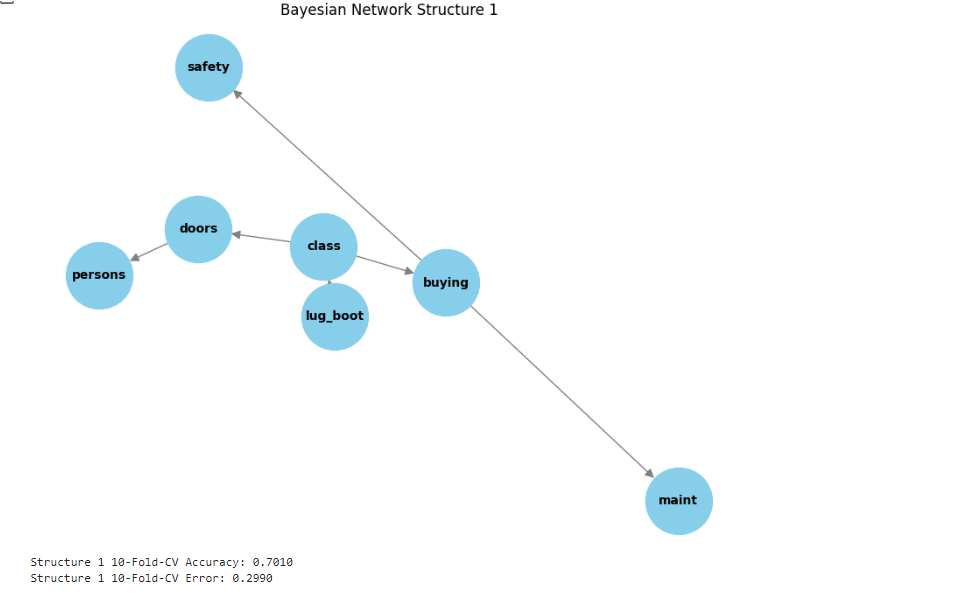 Bayesian Network Structure 1
safety
doors
class
persons
buying
lug_boot
maint
Structure 1 10-Fold-CV Accuracy: 0.7010
Structure 1 10-Fold-CV Error: 0.2990